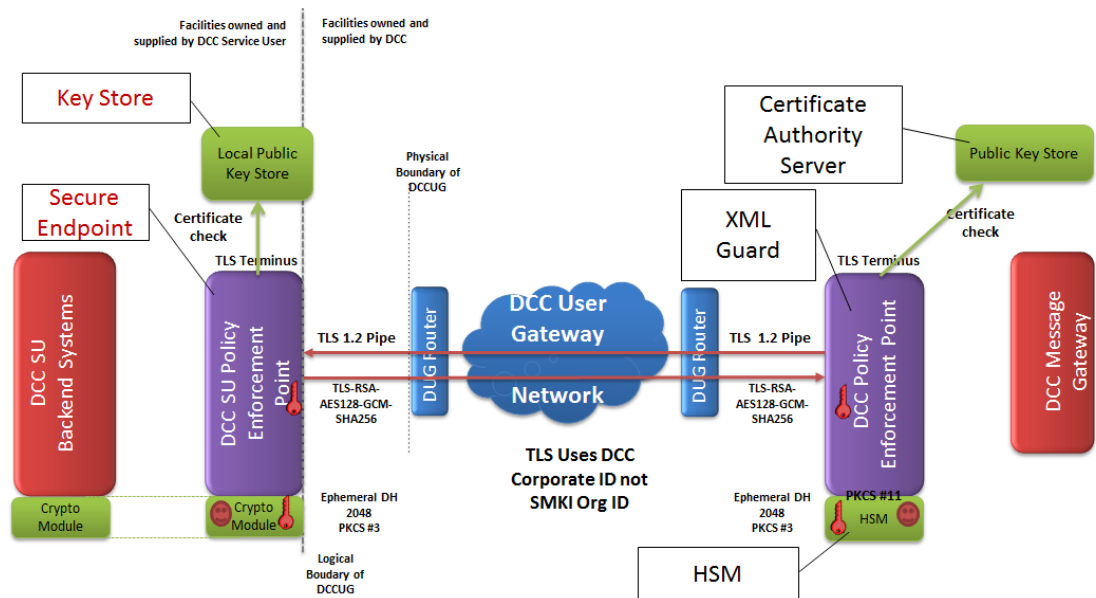 Facilities owned and
supplied by DCC Service User
Facilities owned and
supplied by DCC
Key Store
Certificate
Authority
Server
Local Public
Key Store
Public Key Store
Physical
Boundary of
DCCUG
Secure
Endpoint
Certificate
check
XML
Guard
Certificate
check
TLS Terminus
TLS Terminus
DCC SU
Backend Systems
DCC SU Policy
Enforcement
Point
TLS 1.2 Pipe
DUG Router
DCC User
Gateway
Network
DUG Router
TLS 1.2 Pipe
DCC Policy
Enforcement Point
DCC Message
Gateway
TLS-RSA-
AES128-GCM-
SHA256
TLS-RSA-
AES128-GCM-
SHA256
TLS Uses DCC
Corporate ID not
SMKI Org ID
Crypto
Module
Crypto
Module
Ephemeral DH
2048
PKCS #3
Ephemeral DH
2048
PKCS #3
PKCS #11
HSM
Logical
Boudary of
DCCUG
HSM